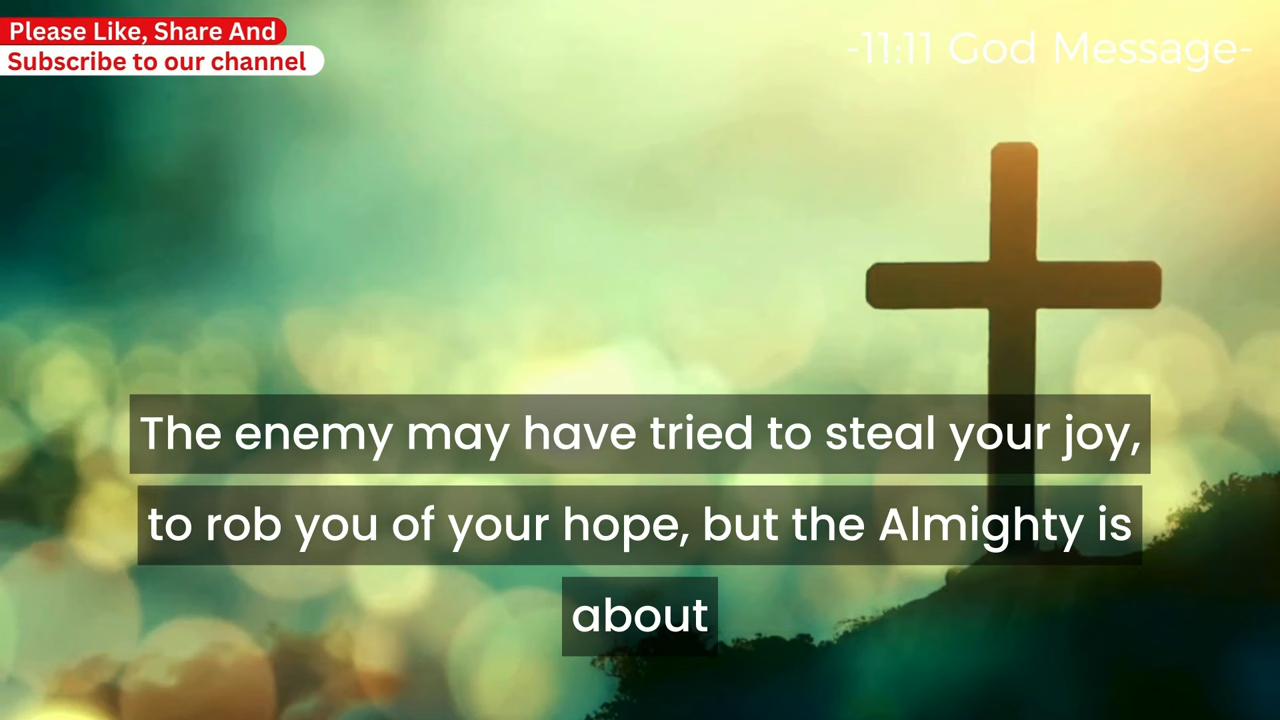 Please Like, Share And
Subscribe to our channel
-11:11 God Message-
The enemy may have tried to steal your joy,
to rob you of your hope, but the Almighty is
about